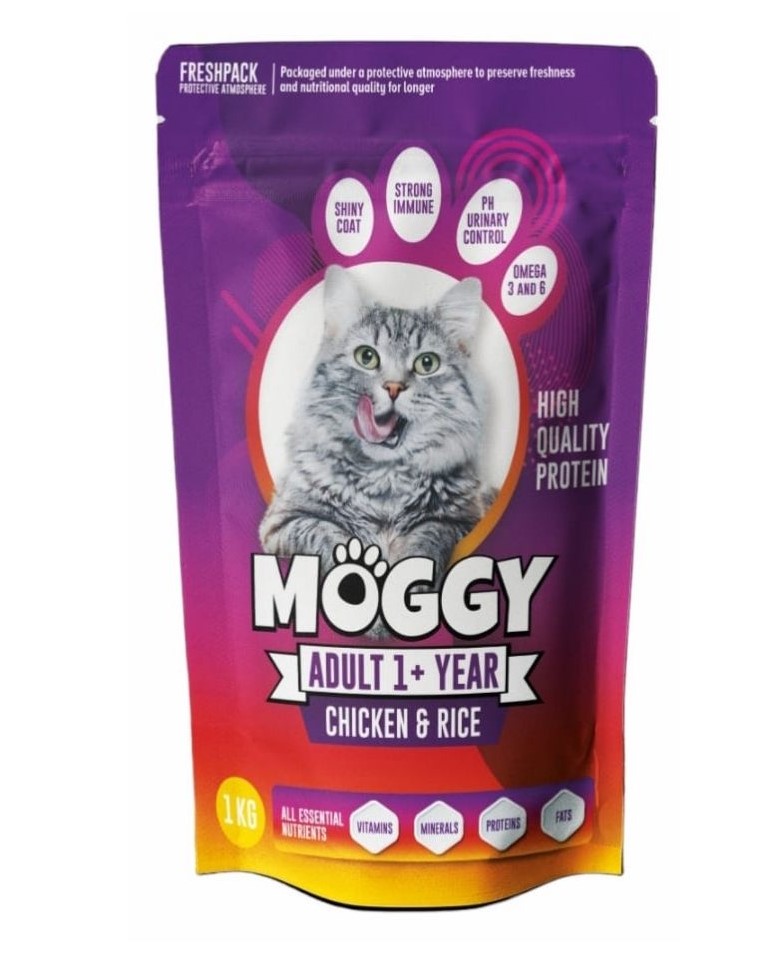 FRESHPACK
PROTECTIVE ATMOSPHERE
Packaged under a protective atmosphere to preserve freshness
and nutritional quality for longer
SHINY
COAT
STRONG
IMMUNE
PH
URINARY
CONTROL
OMEGA
3 AND 6
HIGH
QUALITY
PROTEIN
MOGGY
ADULT 1+ YEAR
CHICKEN & RICE
1 KG
ALL ESSENTIAL
NUTRIENTS
VITAMINS
MINERALS
PROTEINS
FATS